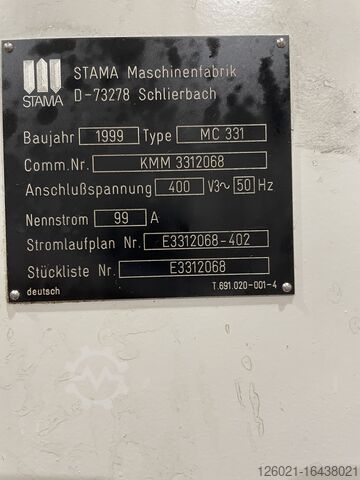 STAMA Maschinenfabrik
D-73278 Schlierbach
STAMA
Baujahr 1999 Type MC 331
Comm.Nr. KMM 3312068
Anschlußspannung 400 V3~ 50 Hz
Nennstrom 99 A
Stromlaufplan Nr. E3312068-402
Stückliste Nr. E3312068
deutsch T.691.020-001-4
126021-16438021